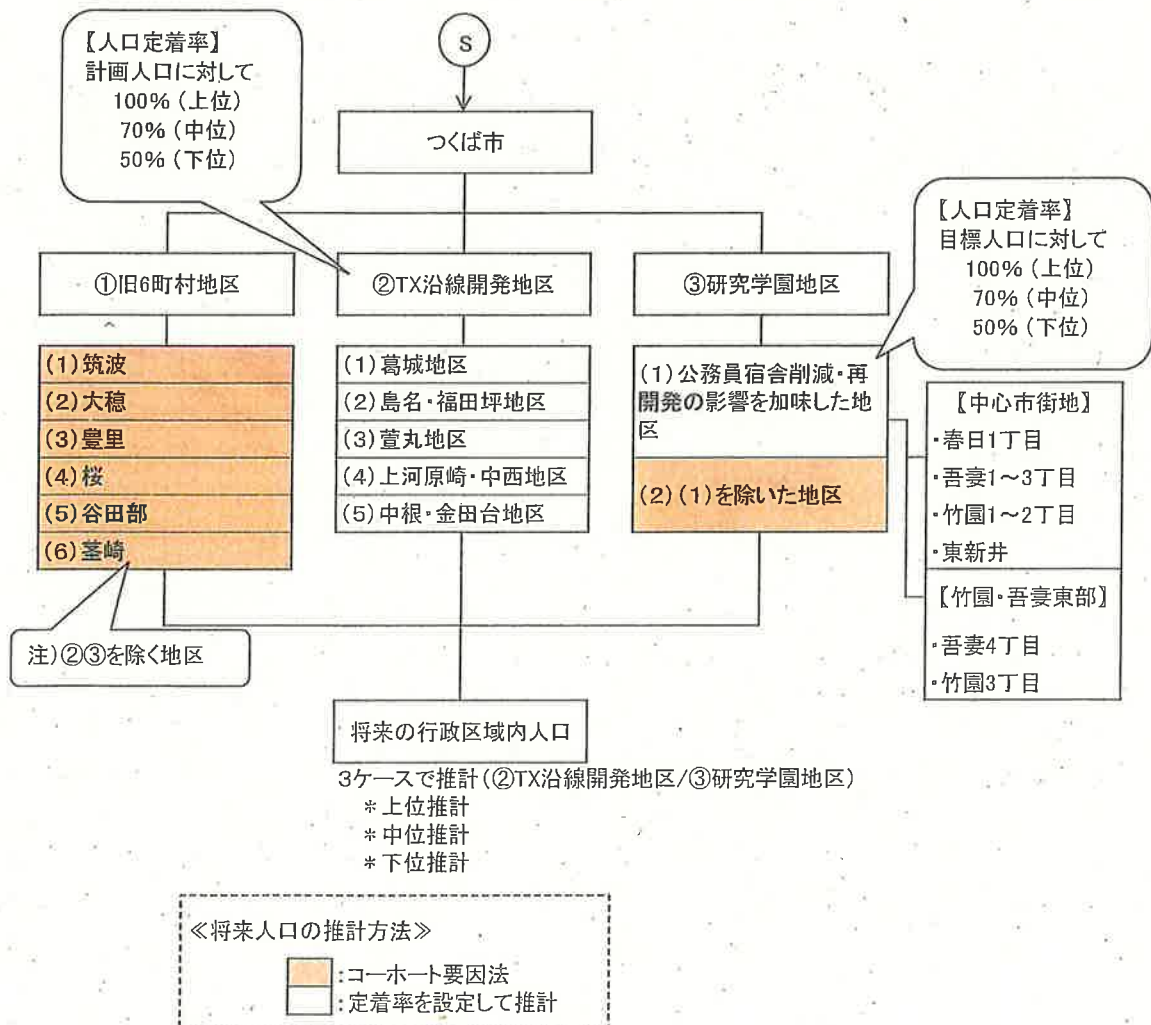 【人口定着率】
計画人口に対して
100%(上位)
70%(中位)
50%(下位)
S
つくば市
【人口定着率】
目標人口に対して
100%(上位)
70%(中位)
50%(下位)
①旧6町村地区
②TX沿線開発地区
③研究学園地区
(1)筑波
(2)大穂
(3)豊里
(4)桜
(5)谷田部
(6)茎崎
注)②③を除く地区
(1)葛城地区
(2)島名・福田坪地区
(3)萱丸地区
(4)上河原崎・中西地区
(5)中根・金田台地区
(1)公務員宿舎削減・再
開発の影響を加味した地
区
(2)(1)を除いた地区
【中心市街地】
・春日1丁目
・吾妻1~3丁目
・竹園1~2丁目
・東新井
【竹園・吾妻東部】
・吾妻4丁目
・竹園3丁目
将来の行政区域内人口
3ケースで推計(②TX沿線開発地区/③研究学園地区)
*上位推計
*中位推計
*下位推計
≪将来人口の推計方法≫
:コーホート要因法
:定着率を設定して推計